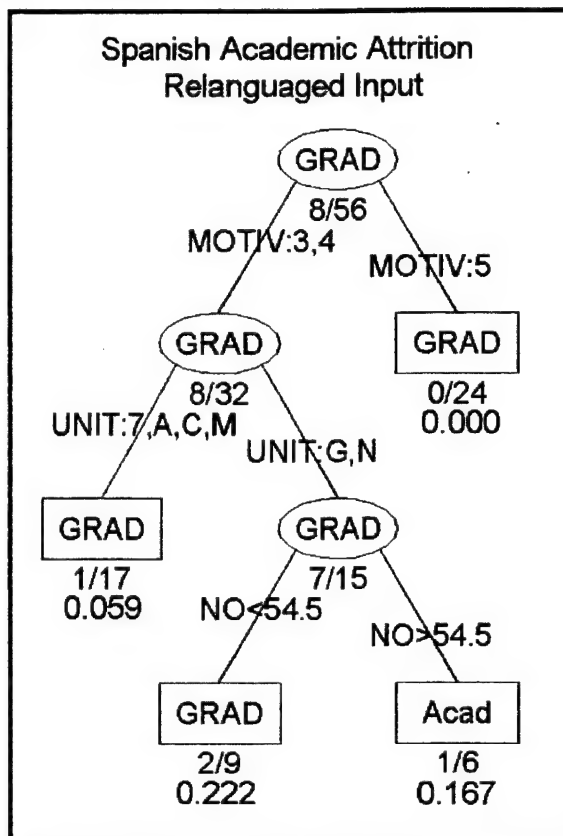 Spanish Academic Attrition
Relanguaged Input
GRAD
8/56
MOTIV:3,4
MOTIV:5
GRAD
8/32
GRAD
0/24
0.000
UNIT:7,A,C,M
UNIT:G,N
GRAD
1/17
0.059
GRAD
7/15
NO<54.5
NO>54.5
GRAD
2/9
0.222
Acad
1/6
0.167